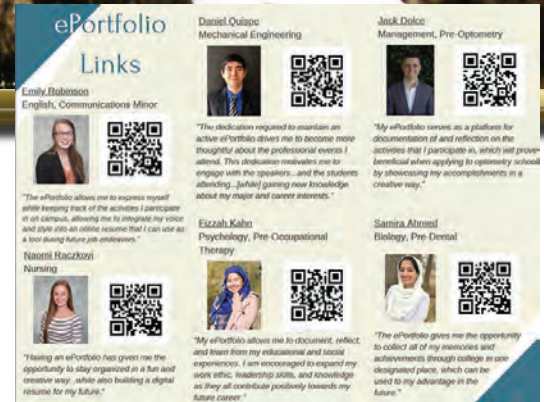 ePortfolio
Links
Emily Robinson
English, Communications Minor
"The ePortfolio allows me to express myself
while keeping track of the activities I participate
in on campus, allowing me to integrate my voice
and style into an online resume that I can use as
a tool during future job endeavors."
Naomi Raczkovi
Nursing
"Having an ePortfolio has given me the
opportunity to stay organized in a fun and
creative way...while also building a digital
resume for my future."
Daniel Quispe
Mechanical Engineering
"The dedication required to maintain an
active ePortfolio drives me to become more
thoughtful about the professional events I
attend. This dedication motivates me to
engage with the speakers...and the students
attending...[while] gaining new knowledge
about my major and career interests."
Fizzah Kahn
Psychology, Pre-Occupational
Therapy
"My ePortfolio allows me to document, reflect,
and learn from my educational and social
experiences. I am encouraged to expand my
work ethic, leadership skills, and knowledge
as they all contribute positively towards my
future career."
Jack Dolce
Management, Pre-Optometry
"My ePortfolio serves as a platform for
documentation of and reflection on the
activities that I participate in, which will prove
beneficial when applying to optometry school
by showcasing my accomplishments in a
creative way."
Samira Ahmed
Biology, Pre-Dental
"The ePortfolio gives me the opportunity
to collect all of my memories and
achievements through college in one
designated place, which can be
used to my advantage in the
future."